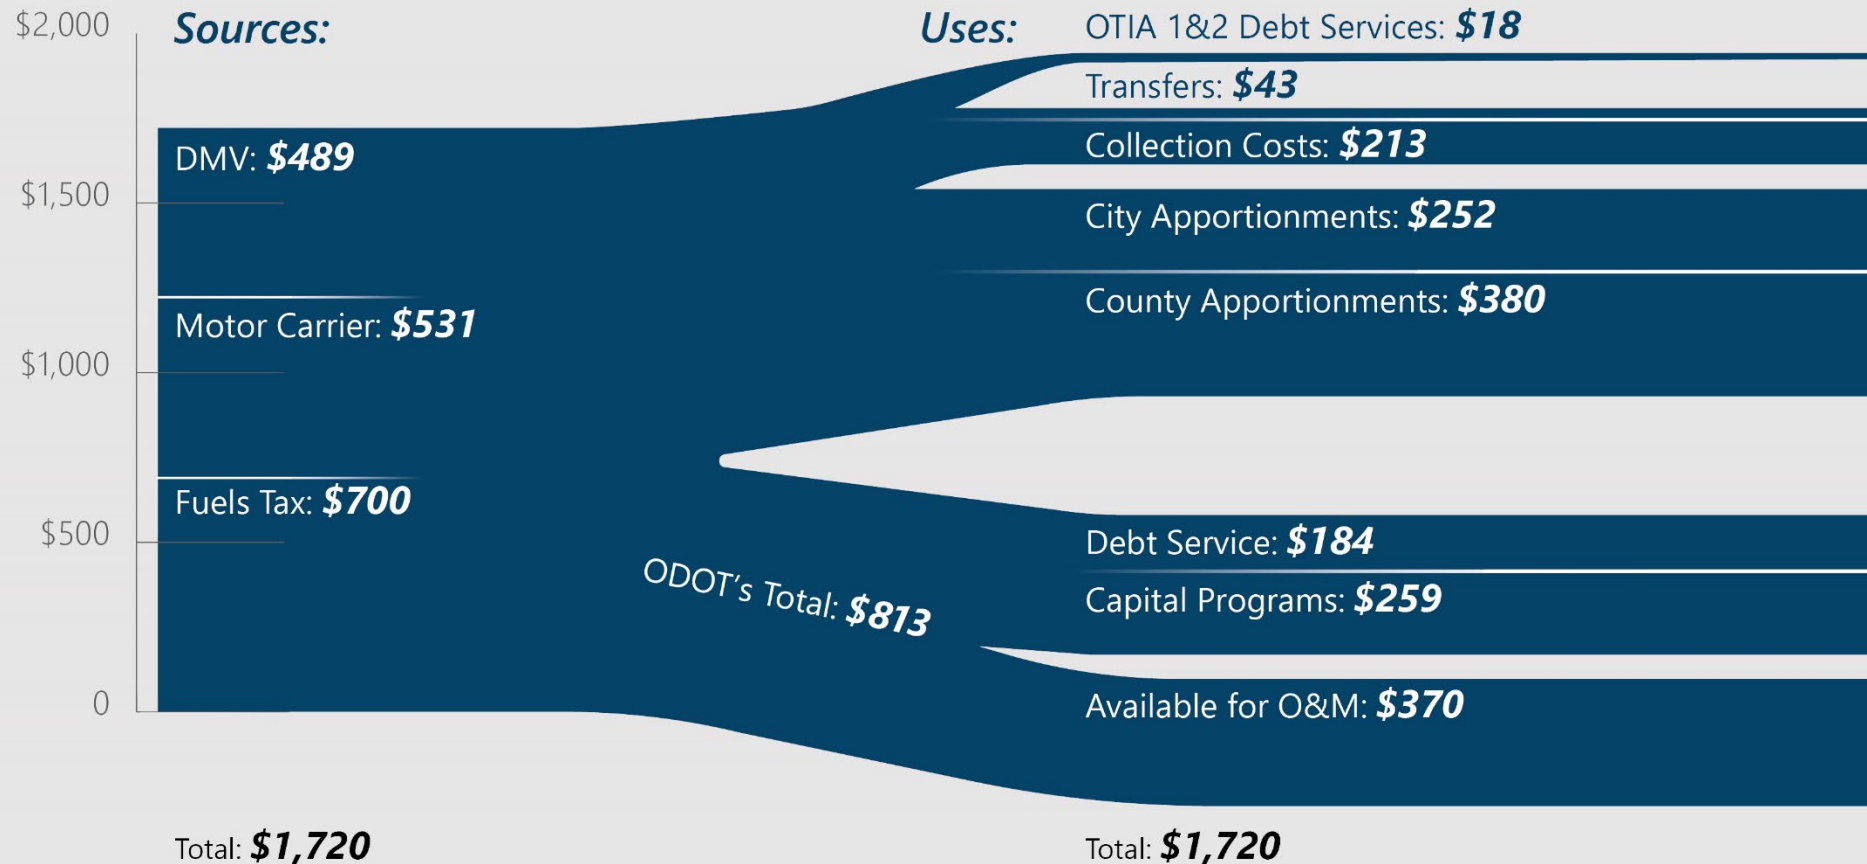 $2,000
$1,500
$1,000
$500
0
Sources:
DMV: $489
Motor Carrier: $531
Fuels Tax: $700
Total: $1,720
ODOT's Total: $813
Uses:
OTIA 1&2 Debt Services: $18
Transfers: $43
Collection Costs: $213
City Apportionments: $252
County Apportionments: $380
Debt Service: $184
Capital Programs: $259
Available for O&M: $370
Total: $1,720